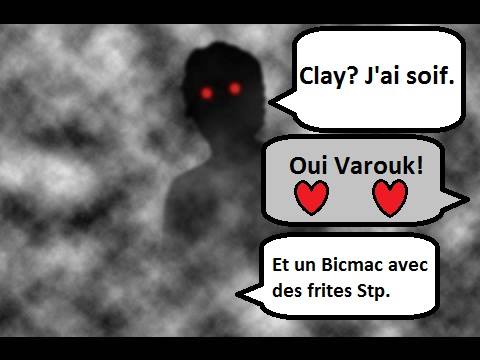 Clay? J'ai soif.
Oui Varouk!
Et un Bicmac avec
des frites Stp.